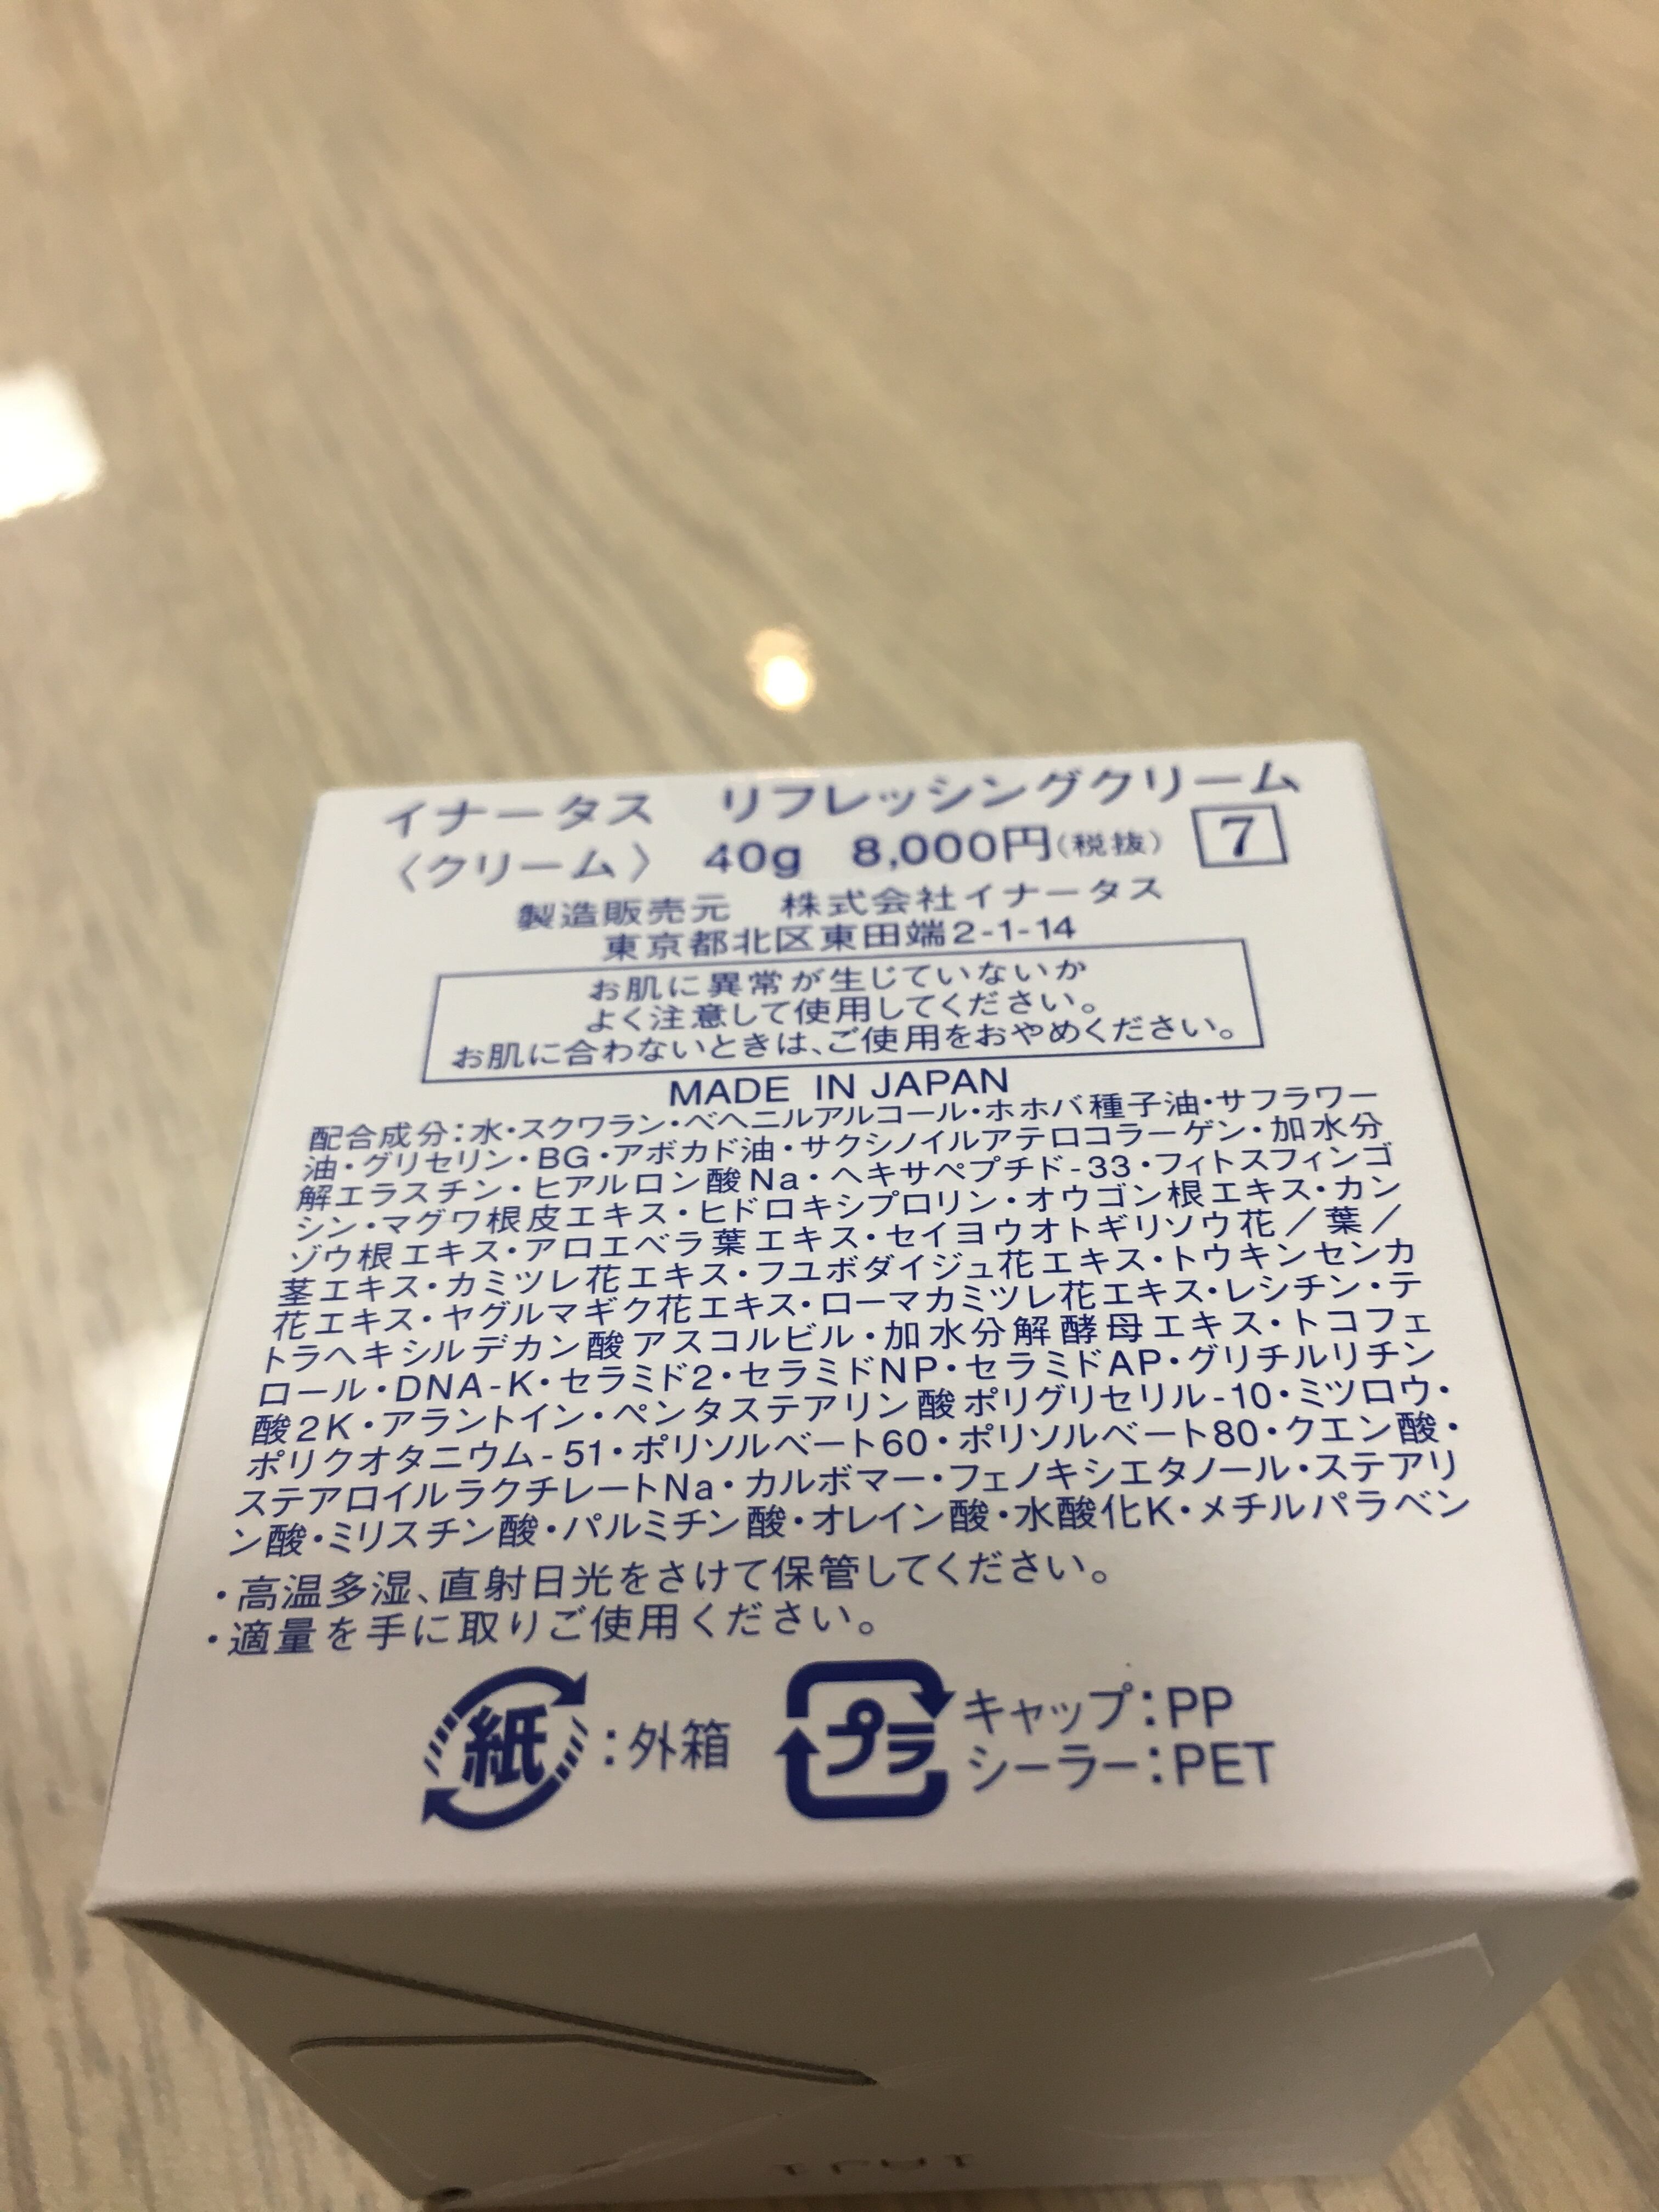 イナータス　リフレッシングクリーム
〈クリーム〉 40g 8,000円(税抜) 7
製造販売元　株式会社イナータス
東京都北区東田端2-1-14
お肌に異常が生じていないか
よく注意して使用してください。
お肌に合わないときは、ご使用をおやめください。
MADE IN JAPAN
配合成分：水・スクワラン・ベヘニルアルコール・ホホバ種子油・サフラワー
油・グリセリン・BG・アボカド油・サクシノイルアテロコラーゲン・加水分
解エラスチン・ヒアルロン酸Na・ヘキサペプチド-33・フィトスフィンゴ
シン・マグワ根皮エキス・ヒドロキシプロリン・オウゴン根エキス・カン
ゾウ根エキス・アロエベラ葉エキス・セイヨウオトギリソウ花／葉／
茎エキス・カミツレ花エキス・フユボダイジュ花エキス・トウキンセンカ
花エキス・ヤグルマギク花エキス・ローマカミツレ花エキス・レシチン・テ
トラヘキシルデカン酸アスコルビル・加水分解酵母エキス・トコフェ
ロール・DNA-K・セラミド2・セラミドNP・セラミドAP・グリチルリチン
酸2K・アラントイン・ペンタステアリン酸ポリグリセリル-10・ミツロウ・
ポリクオタニウム-51・ポリソルベート60・ポリソルベート80・クエン酸・
ステアロイルラクチレートNa・カルボマー・フェノキシエタノール・ステアリ
ン酸・ミリスチン酸・パルミチン酸・オレイン酸・水酸化K・メチルパラベン
・高温多湿、直射日光をさけて保管してください。
・適量を手に取りご使用ください。
紙：外箱 プラ キャップ：PP
シーラー：PET